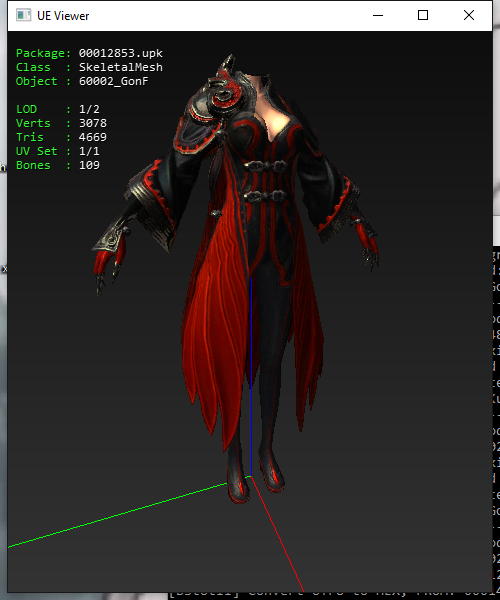 UE Viewer
Package: 00012853.upk
Class : SkeletalMesh
Object : 60002_GonF
LOD : 1/2
Verts : 3078
Tris : 4669
UV Set : 1/1
Bones : 109